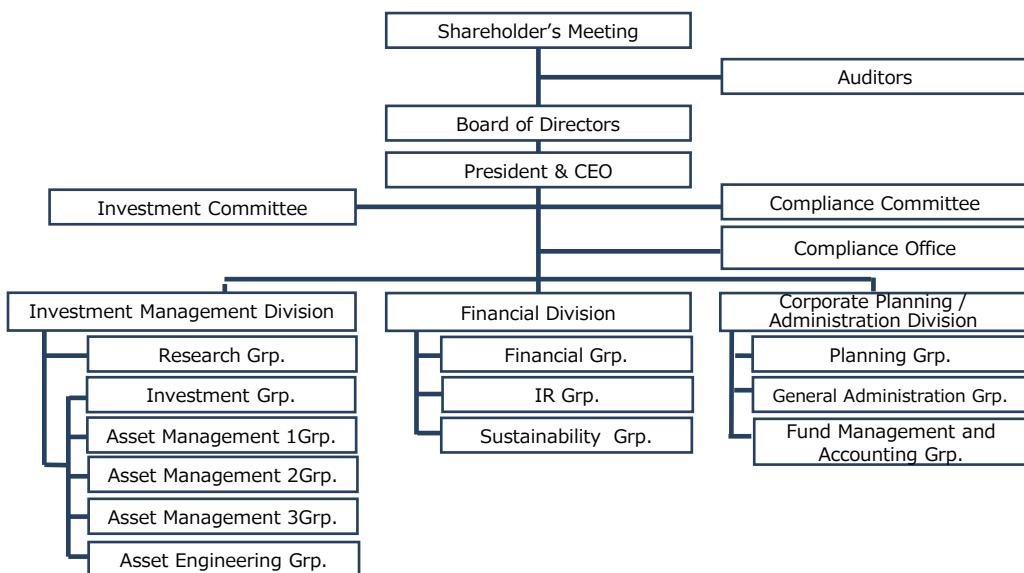 Shareholder's Meeting
Auditors
Board of Directors
President & CEO
Investment Committee
Compliance Committee
Compliance Office
Investment Management Division
Research Grp.
Investment Grp.
Asset Management 1Grp.
Asset Management 2Grp.
Asset Management 3Grp.
Asset Engineering Grp.
Financial Division
Financial Grp.
IR Grp.
Sustainability Grp.
Corporate Planning /
Administration Division
Planning Grp.
General Administration Grp.
Fund Management and
Accounting Grp.